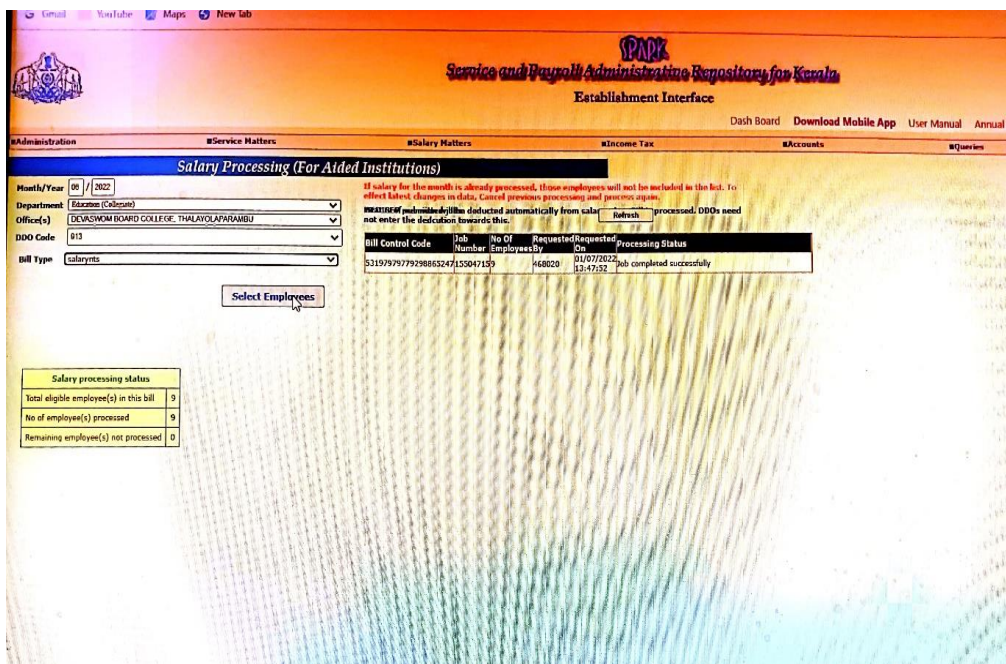 Gmail YouTube Maps New Tab
SPARK
Service and Payroll Administrative Repository for Kerala
Establishment Interface
Dash Board Download Mobile App User Manual Annual
Administration Service Matters Salary Matters Income Tax Accounts Queries
Salary Processing (For Aided Institutions)
Month/Year 06 / 2022
Department Education (Collegiate)
Office(s) DEVASWOM BOARD COLLEGE, THALAYOLAPARAMBU
DDO Code 013
Bill Type salarynts
Select Employees
If salary for the month is already processed, those employees will not be included in the list. To
effect latest changes in data, Cancel previous processing and process again.
deducted automatically from salar Refresh processed. DDOs need
not enter the dedcution towards this.
Bill Control Code Job Number No Of Employees Requested By Requested On Processing Status
53197979779298865247 155047159 468020 01/07/2022 13:47:52 Job completed successfully
Salary processing status
Total eligible employee(s) in this bill 9
No of employee(s) processed 9
Remaining employee(s) not processed 0